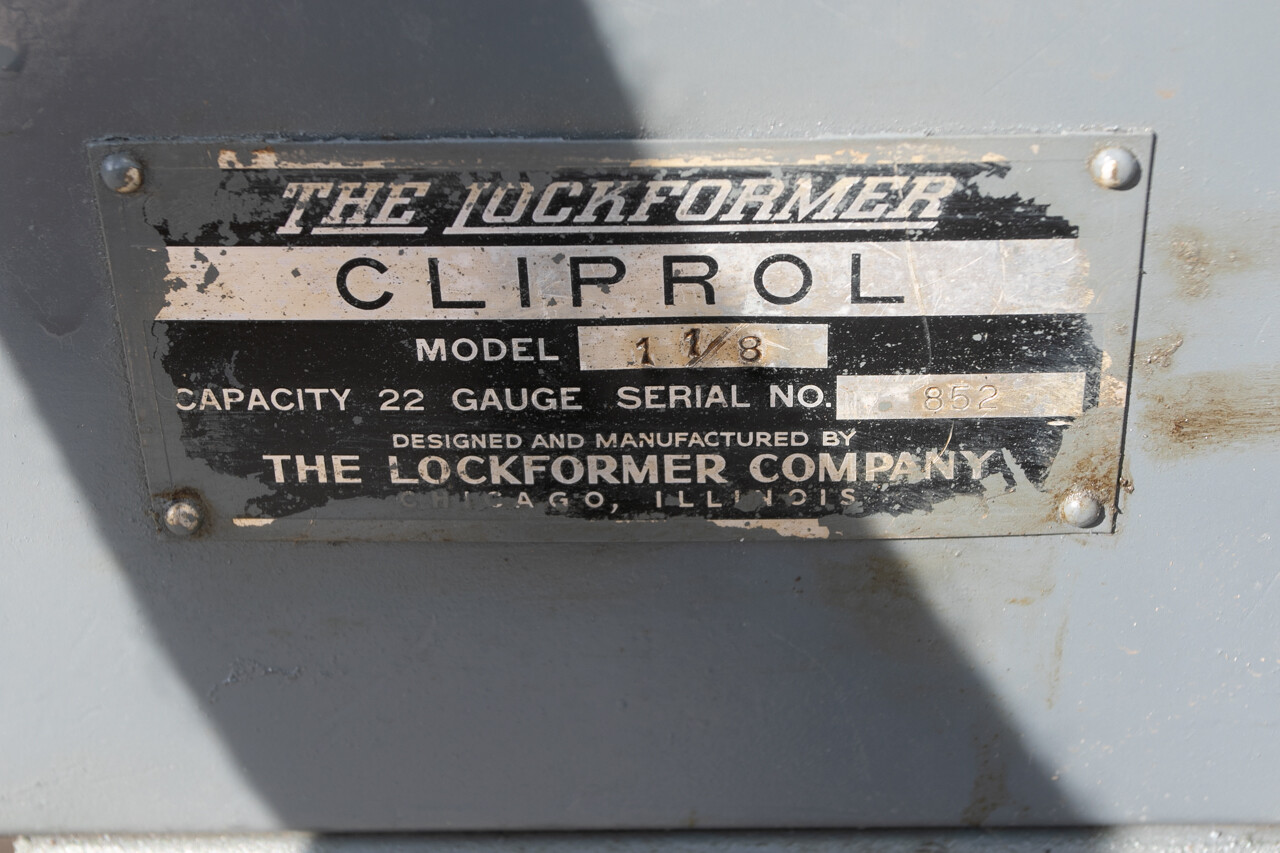 THE LOCKFORMER
CLIPROL
MODEL 1 1/8
CAPACITY 22 GAUGE SERIAL NO. 852
DESIGNED AND MANUFACTURED BY
THE LOCKFORMER COMPANY
CHICAGO, ILLINOIS